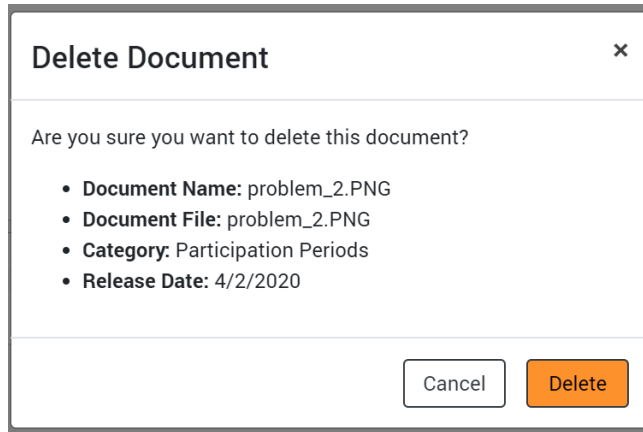 Delete Document
×
Are you sure you want to delete this document?
• Document Name: problem_2.PNG
• Document File: problem_2.PNG
• Category: Participation Periods
• Release Date: 4/2/2020
Cancel Delete